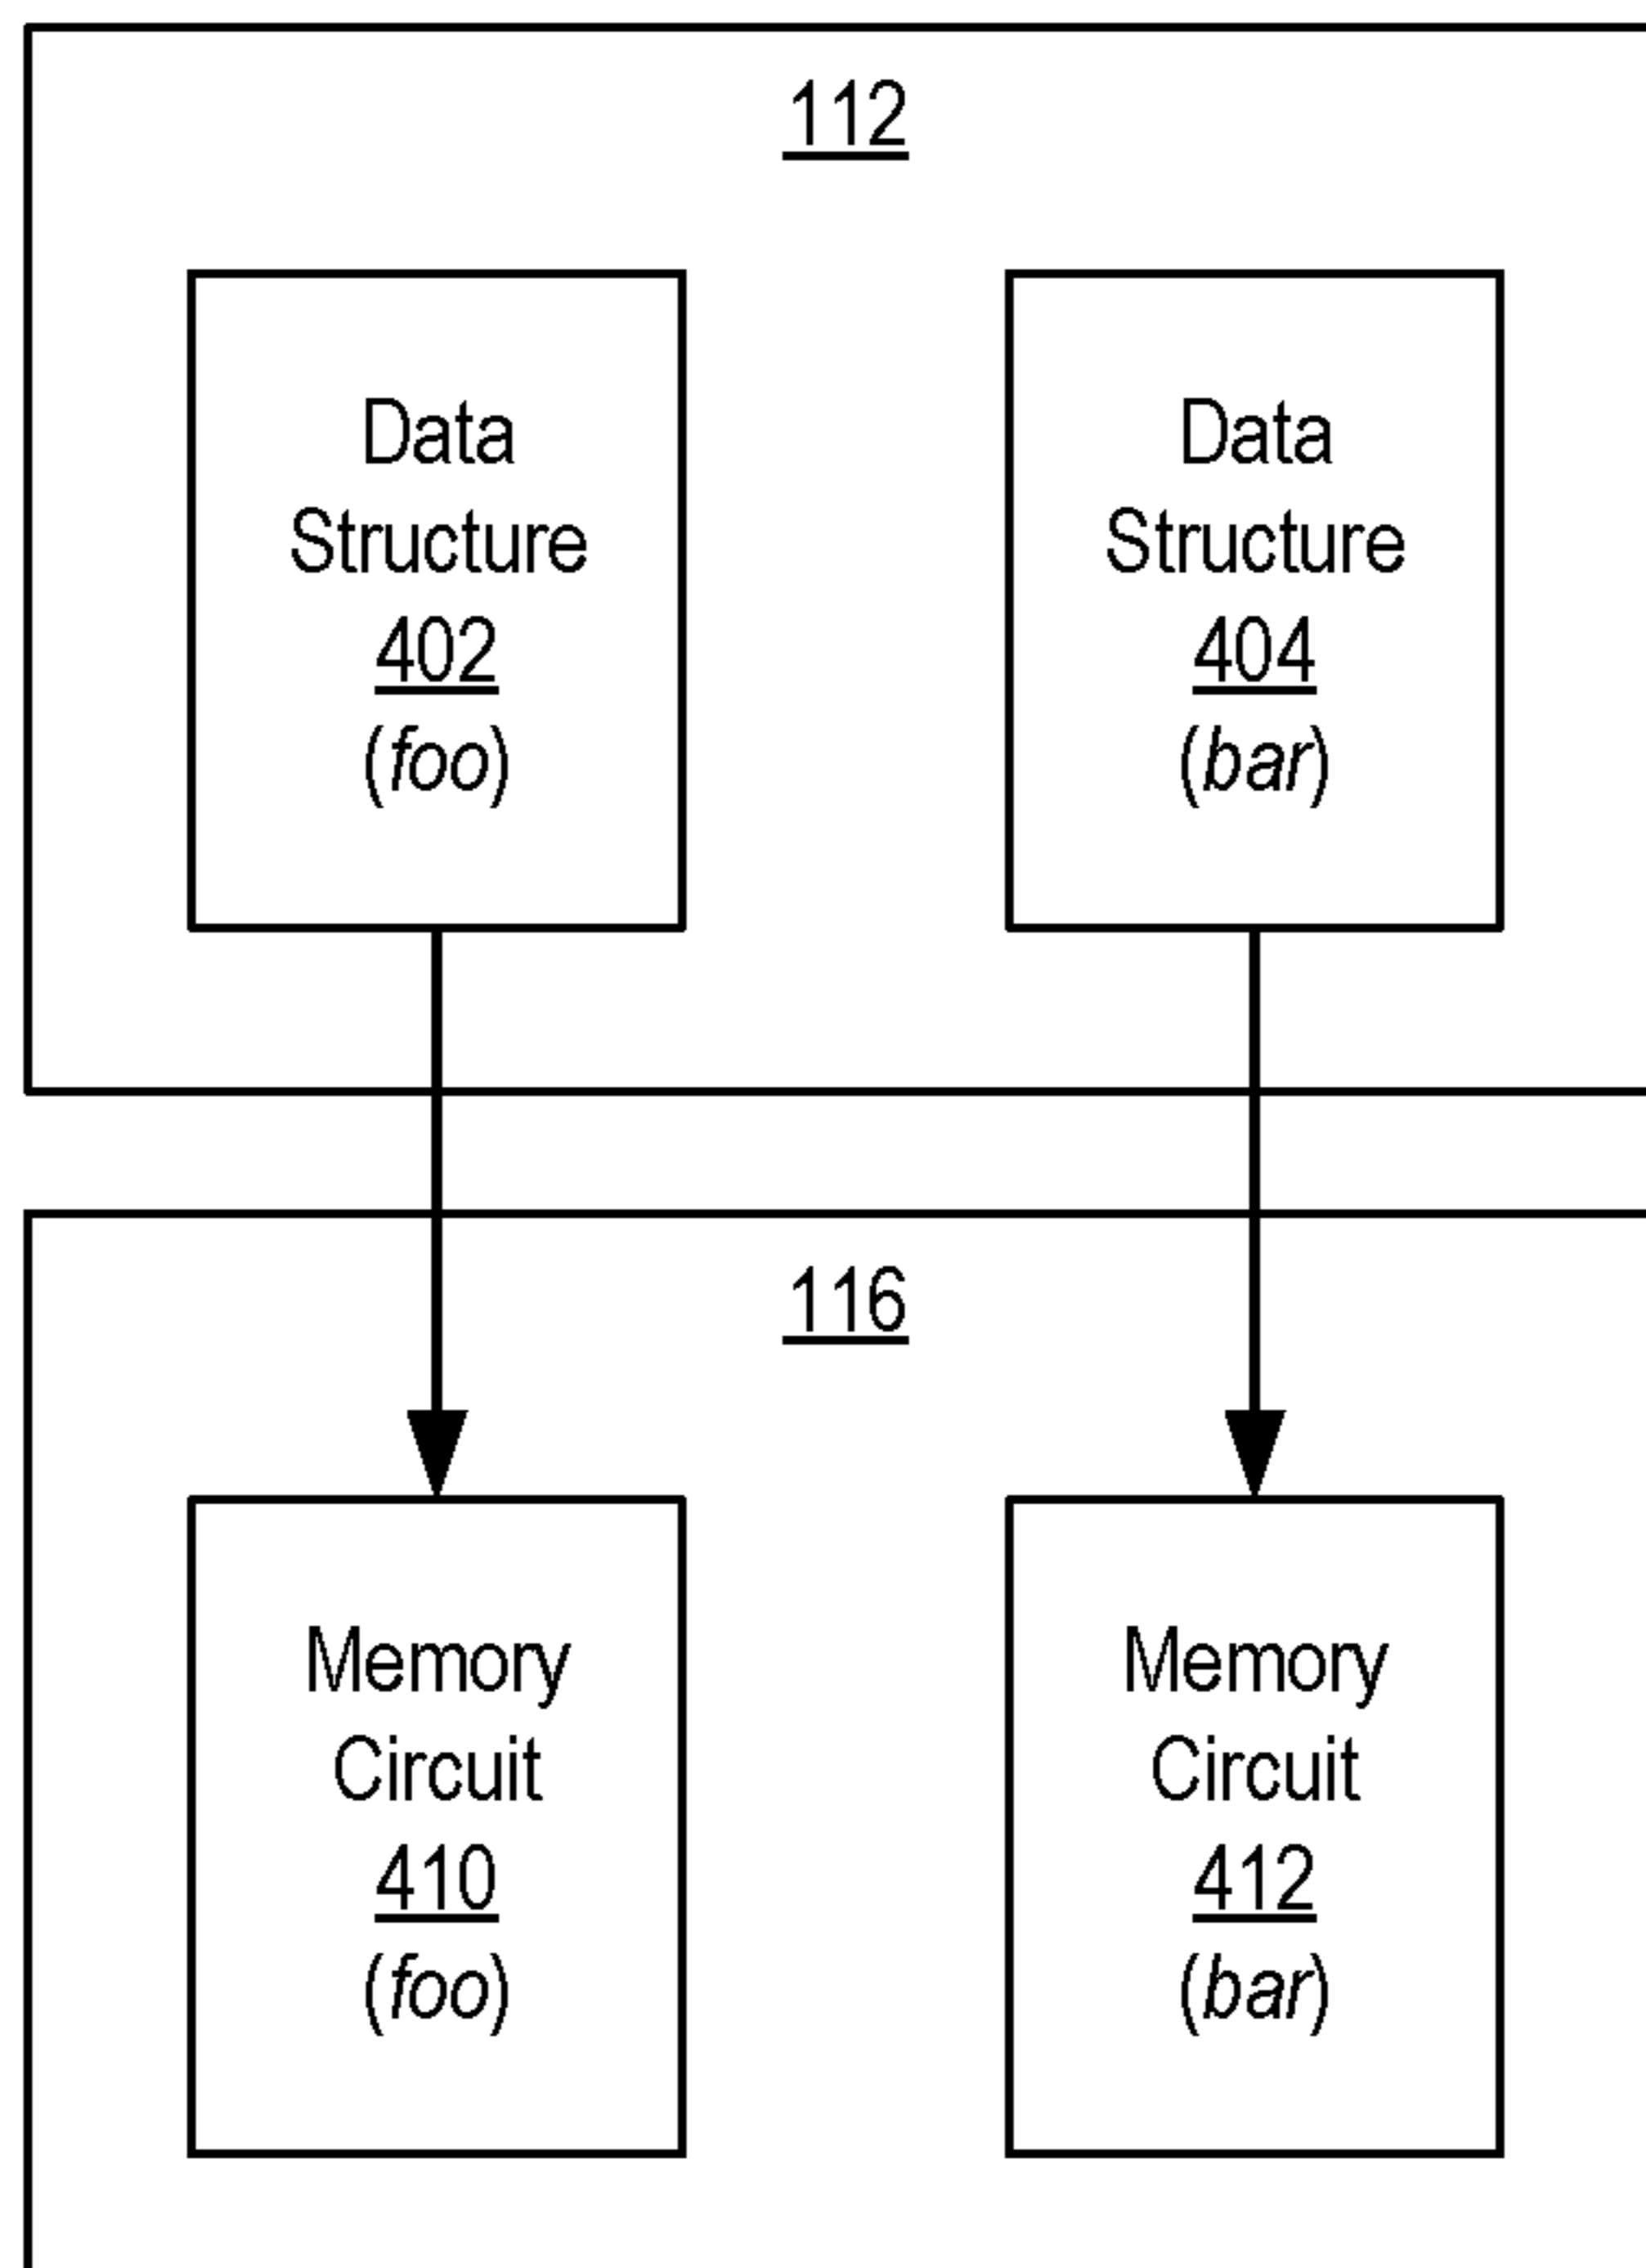 112
Data
Structure
402
(foo)
Data
Structure
404
(bar)
116
Memory
Circuit
410
(foo)
Memory
Circuit
412
(bar)